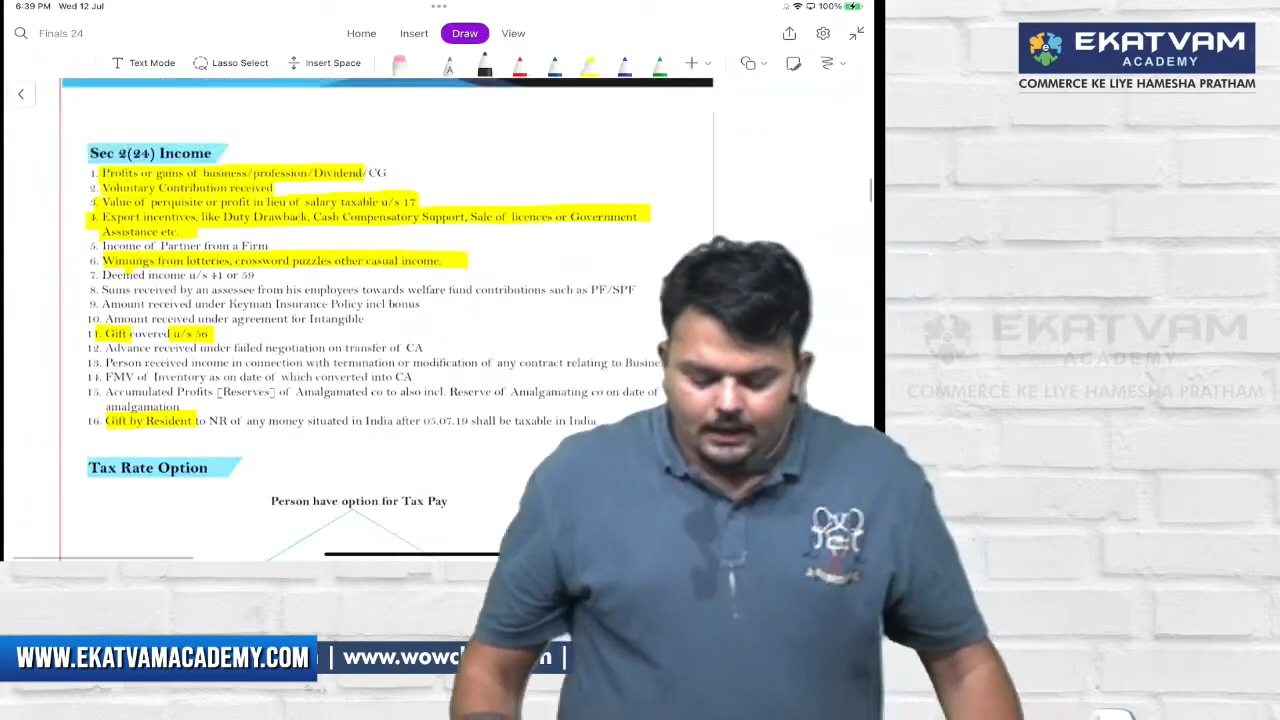 6:39 PM Wed 12 Jul
100%
Finals 24
Home Insert Draw View
Text Mode Lasso Select Insert Space
EKATVAM
ACADEMY
COMMERCE KE LIYE HAMESHA PRATHAM
Sec 2(24) Income
1. Profits or gains of business/profession/Dividend/CG
2. Voluntary Contribution received
3. Value of perquisite or profit in lieu of salary taxable u/s 17
4. Export incentives, like Duty Drawback, Cash Compensatory Support, Sale of licences or Government
Assistance etc.
5. Income of Partner from a Firm
6. Winnings from lotteries, crossword puzzles other casual income.
7. Deemed income u/s 41 or 59
8. Sums received by an assessee from his employees towards welfare fund contributions such as PF/SPF
9. Amount received under Keyman Insurance Policy incl bonus
10. Amount received under agreement for Intangible
11. Gift covered u/s 56
12. Advance received under failed negotiation on transfer of CA
13. Person received income in connection with termination or modification of any contract relating to Busine
14. FMV of Inventory as on date of which converted into CA
15. Accumulated Profits [Reserves] of Amalgamated co to also incl. Reserve of Amalgamating co on date of
amalgamation
16. Gift by Resident to NR of any money situated in India after 05.07.19 shall be taxable in India
EKATVAM
ACADEMY
COMMERCE KE LIYE HAMESHA PRATHAM
Tax Rate Option
Person have option for Tax Pay
WWW.EKATVAMACADEMY.COM | www.wowc m |